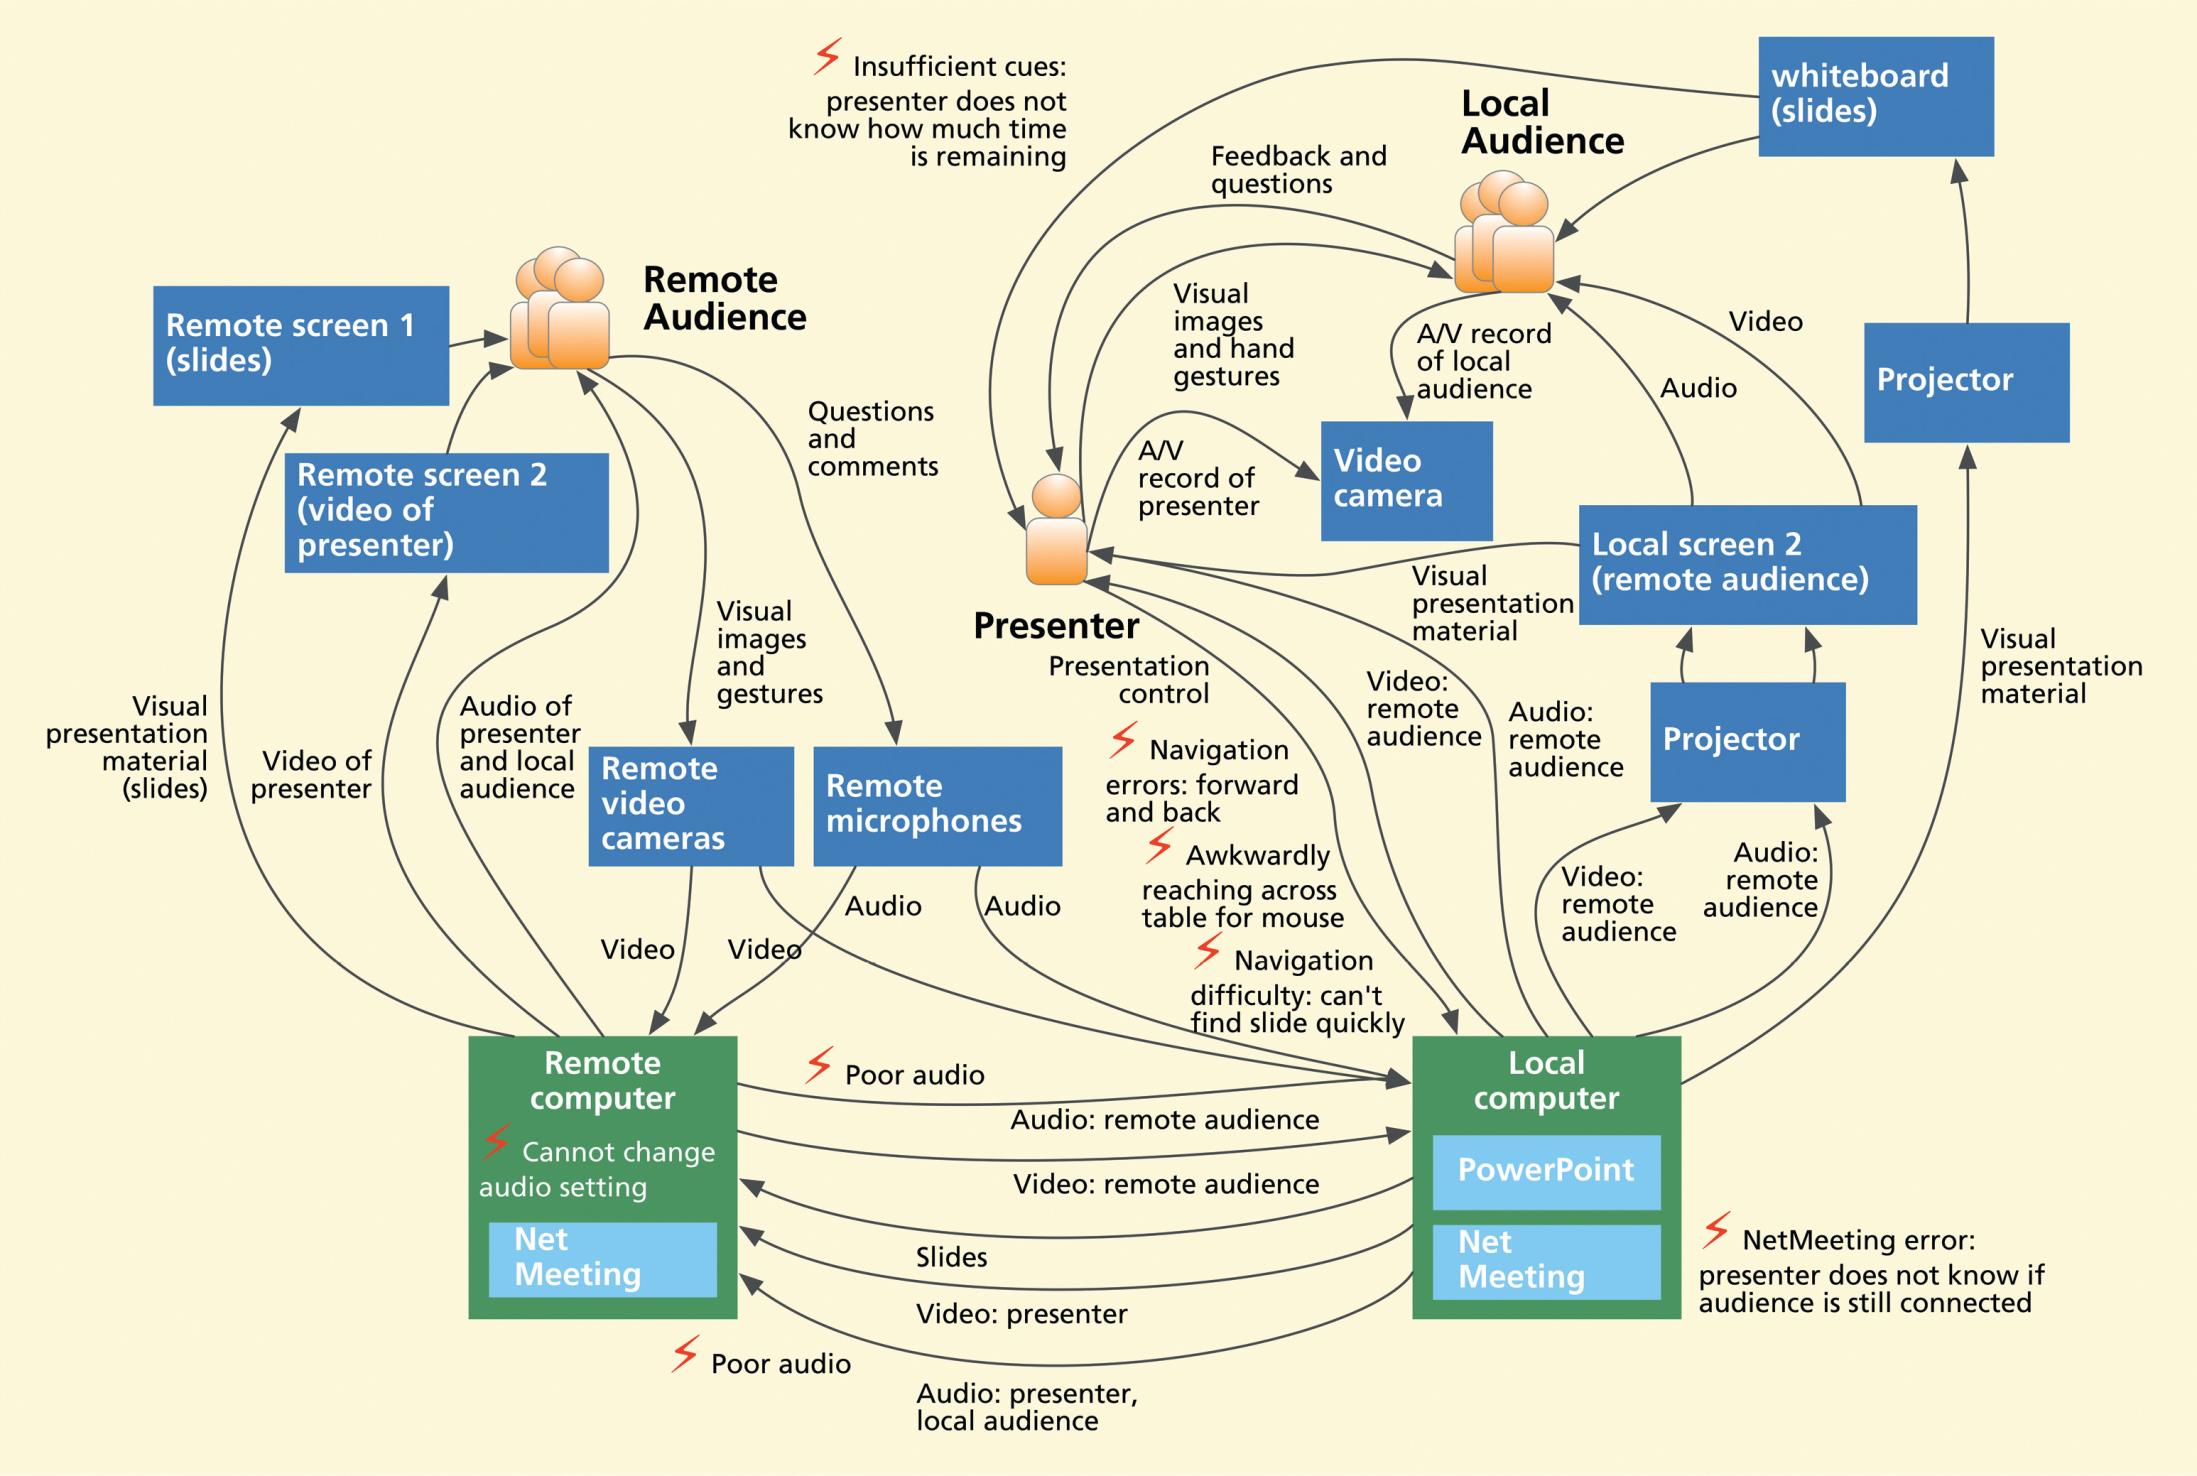 Insufficient cues:
presenter does not
know how much time
is remaining
whiteboard
(slides)
Local
Audience
Feedback and
questions
Remote
Audience
Remote screen 1
(slides)
Visual
images
and hand
gestures
A/V record
of local
audience
Video
Audio
Projector
Questions
and
comments
A/V
record of
presenter
Video
camera
Remote screen 2
(video of
presenter)
Local screen 2
(remote audience)
Visual
presentation
material
Presenter
Presentation
control
Visual
images
and
gestures
Visual
presentation
material
Video:
remote
audience
Audio:
remote
audience
Projector
Visual
presentation
material
(slides)
Video of
presenter
Audio of
presenter
and local
audience
Navigation
errors: forward
and back
Remote
video
cameras
Remote
microphones
Awkwardly
reaching across
table for mouse
Video:
remote
audience
Audio:
remote
audience
Audio
Audio
Video
Video
Navigation
difficulty: can't
find slide quickly
Remote
computer
Cannot change
audio setting
Net
Meeting
Poor audio
Audio: remote audience
Video: remote audience
Slides
Video: presenter
Poor audio
Audio: presenter,
local audience
Local
computer
PowerPoint
Net
Meeting
NetMeeting error:
presenter does not know if
audience is still connected